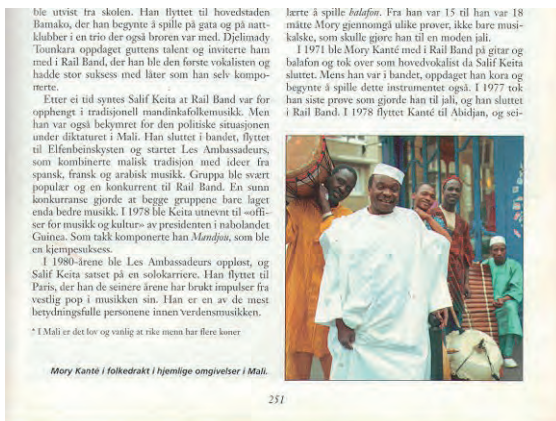 ble utvist fra skolen. Han flyttet til hovedstaden
Bamako, der han begynte å spille på gata og på natt-
klubber i en trio der også broren var med. Djelimady
Tounkara oppdaget guttens talent og inviterte ham
med i Rail Band, der han ble den første vokalisten og
hadde stor suksess med låter som han selv kompo-
nerte.
Etter ei tid syntes Salif Keita at Rail Band var for
opphengt i tradisjonell mandinkafolkemusikk. Men
han var også bekymret for den politiske situasjonen
under diktaturet i Mali. Han sluttet i bandet, flyttet
til Elfenbeinskysten og startet Les Ambassadeurs,
som kombinerte malisk tradisjon med ideer fra
spansk, fransk og arabisk musikk. Gruppa ble svært
populær og en konkurrent til Rail Band. En sunn
konkurranse gjorde at begge gruppene bare laget
enda bedre musikk. I 1978 ble Keita utnevnt til «offi-
ser for musikk og kultur» av presidenten i nabolandet
Guinea. Som takk komponerte han Mandjou, som ble
en kjempesuksess.
I 1980-årene ble Les Ambassadeurs oppløst, og
Salif Keita satset på en solokarriere. Han flyttet til
Paris, der han de seinere årene har brukt impulser fra
vestlig pop i musikken sin. Han er en av de mest
betydningsfulle personene innen verdensmusikken.
* I Mali er det lov og vanlig at rike menn har flere koner
Mory Kanté i folkedrakt i hjemlige omgivelser i Mali.
lærte å spille balafon. Fra han var 15 til han var 18
måtte Mory gjennomgå ulike prøver, ikke bare musi-
kalske, som skulle gjøre han til en moden jali.
I 1971 ble Mory Kanté med i Rail Band på gitar og
balafon og tok over som hovedvokalist da Salif Keita
sluttet. Mens han var i bandet, oppdaget han kora og
begynte å spille dette instrumentet også. I 1977 tok
han siste prøve som gjorde han til jali, og han sluttet
i Rail Band. I 1978 flyttet Kanté til Abidjan, og sei-
251